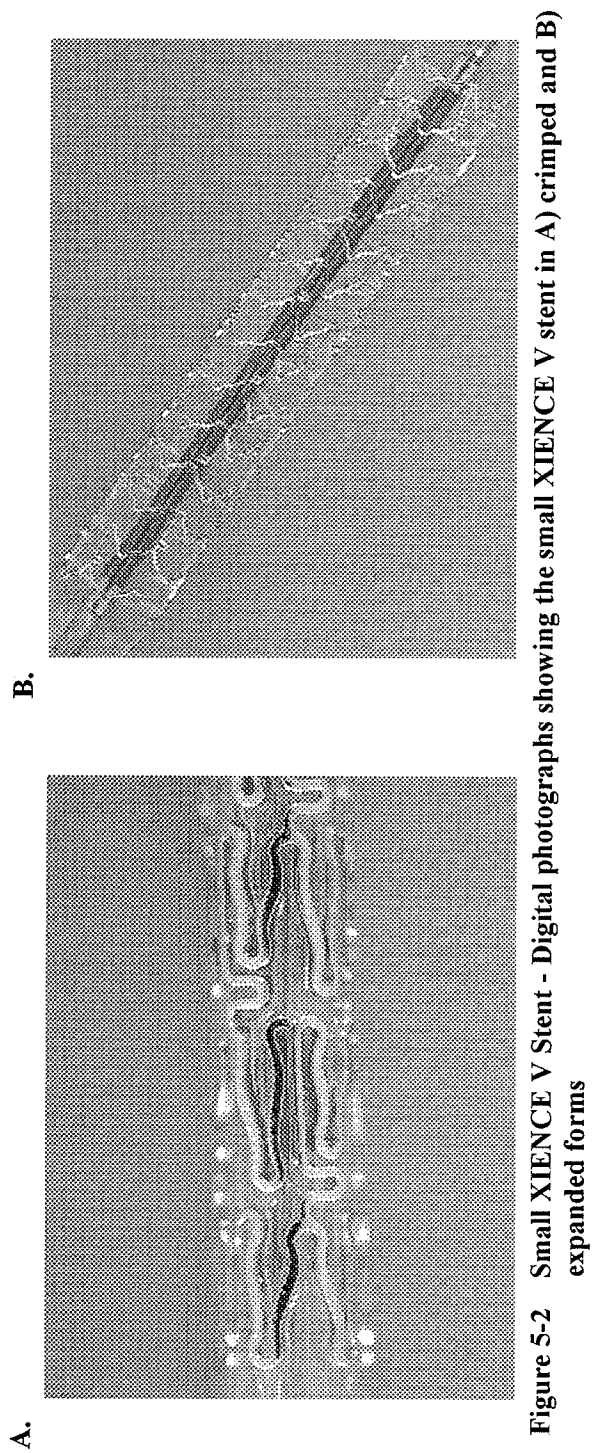 A.
B.
Figure 5-2 Small XIENCE V Stent - Digital photographs showing the small XIENCE V stent in A) crimped and B)
expanded forms